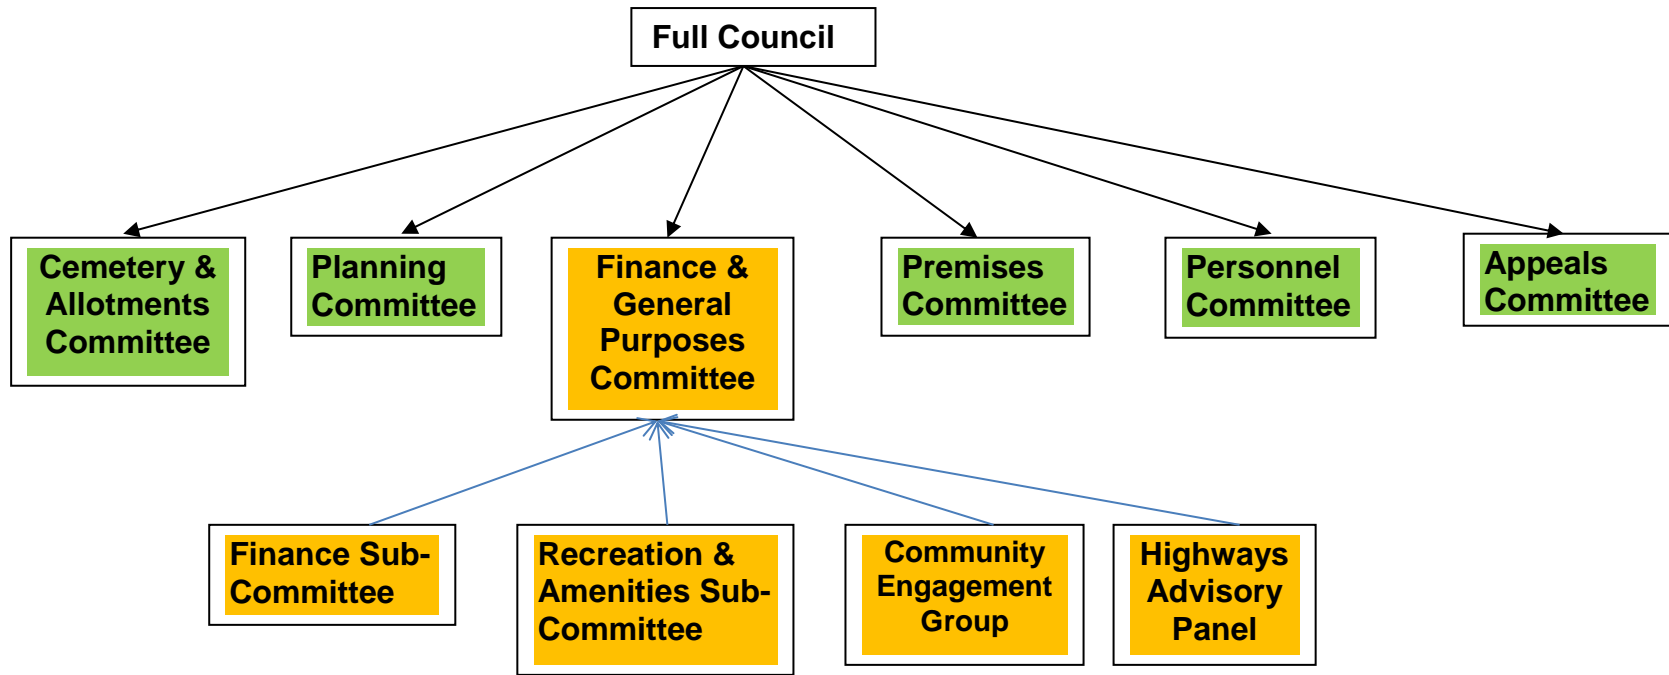 Full Council
Cemetery &
Allotments
Committee
Planning
Committee
Finance &
General
Purposes
Committee
Premises
Committee
Personnel
Committee
Appeals
Committee
Finance Sub-
Committee
Recreation &
Amenities Sub-
Committee
Community
Engagement
Group
Highways
Advisory
Panel